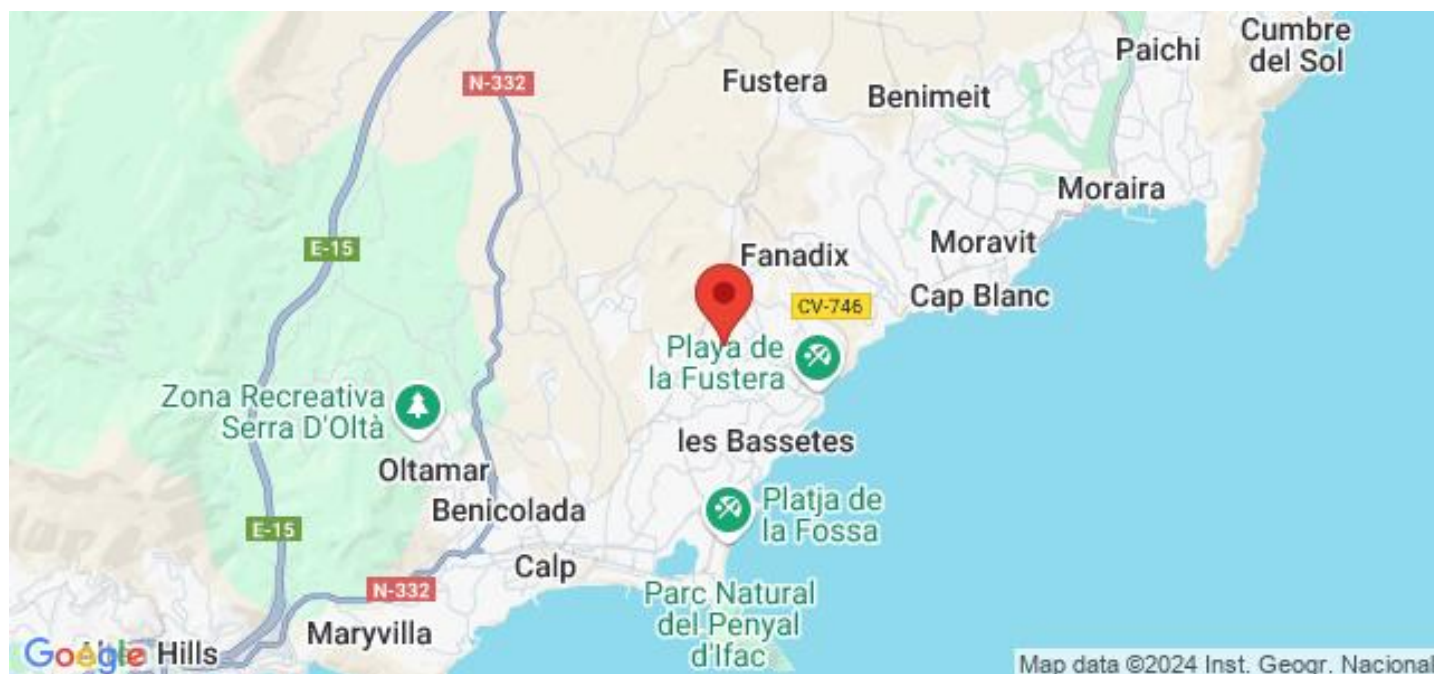 Cumbre
del Sol
Paichi
N-332
Fustera
Benimeit
Moraira
E-15
Fanadix
Moravit
CV-746
Cap Blanc
Playa de
la Fustera
Zona Recreativa
Serra D'Oltà
les Bassetes
Oltamar
Benicolada
Platja de
la Fossa
E-15
Calp
N-332
Parc Natural
del Penyal
d'Ifac
Maryvilla
Google
Hills
Map data ©2024 Inst. Geogr. Nacional